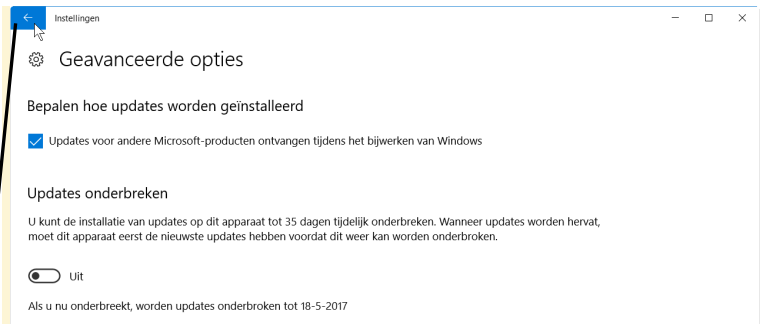 Instellingen
Geavanceerde opties
Bepalen hoe updates worden geïnstalleerd
Updates voor andere Microsoft-producten ontvangen tijdens het bijwerken van Windows
Updates onderbreken
U kunt de installatie van updates op dit apparaat tot 35 dagen tijdelijk onderbreken. Wanneer updates worden hervat,
moet dit apparaat eerst de nieuwste updates hebben voordat dit weer kan worden onderbroken.
Uit
Als u nu onderbreekt, worden updates onderbroken tot 18-5-2017